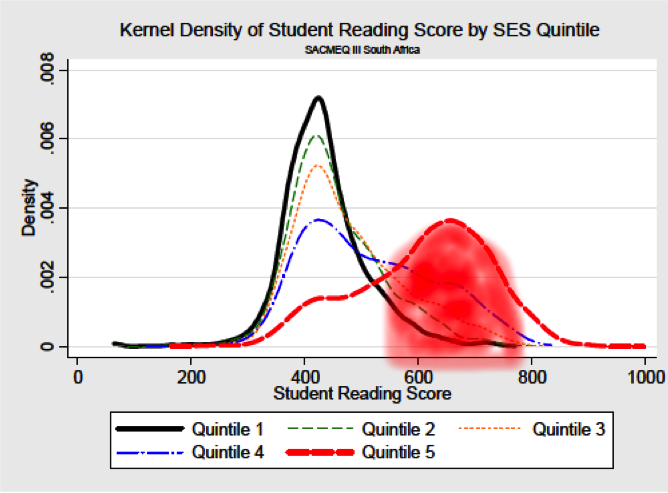 Kernel Density of Student Reading Score by SES Quintile
SACMEQ III South Africa
Density
.008
.006
.004
.002
0
0 200 400 600 800 1000
Student Reading Score
Quintile 1 Quintile 2 Quintile 3
Quintile 4 Quintile 5